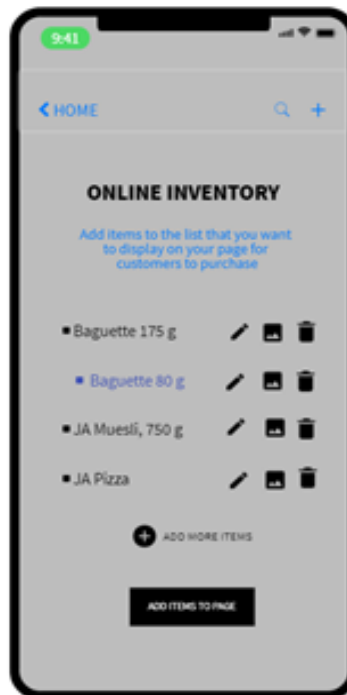 9:41
HOME
ONLINE INVENTORY
Add items to the list that you want
to display on your page for
customers to purchase
Baguette 175 g
Baguette 80 g
JA Muesli, 750 g
JA Pizza
ADD MORE ITEMS
ADD ITEMS TO PAGE